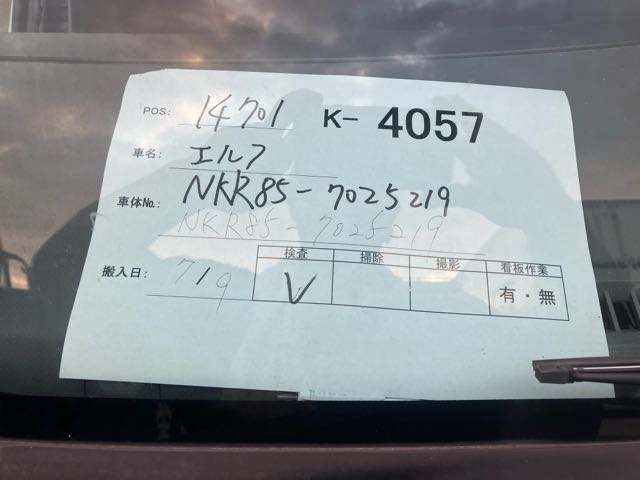 POS: 14701 K- 4057
車名: エルフ
車体No.: NKR85-7025219
NKR85-7025219
搬入日: 7/9
検査 掃除 撮影 看板作業
V 有・無